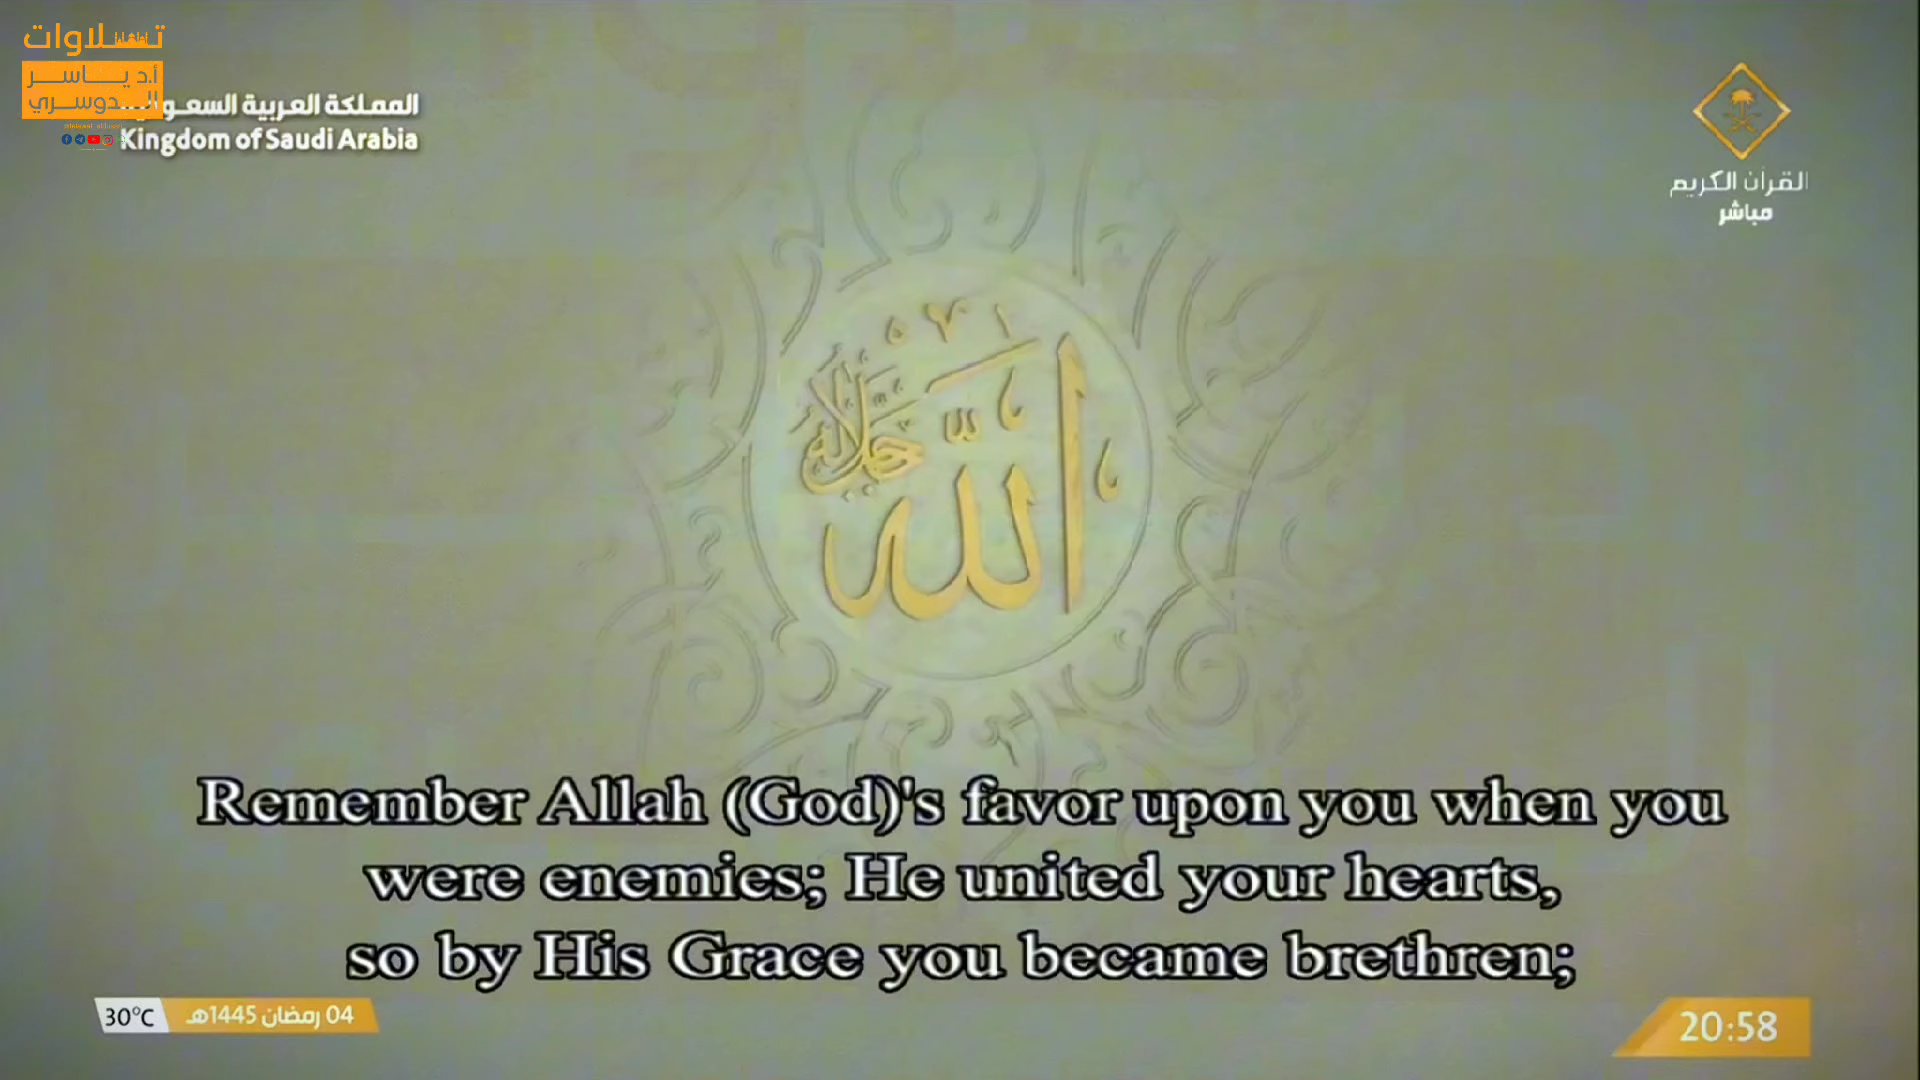 تلاوات
أ.د ياسر
الدوسري
المملكة العربية السعودية
Kingdom of Saudi Arabia
القرآن الكريم
مباشر
الله
جل جلاله
Remember Allah (God)'s favor upon you when you
were enemies; He united your hearts,
so by His Grace you became brethren;
30°C
04 رمضان 1445هـ
20:58